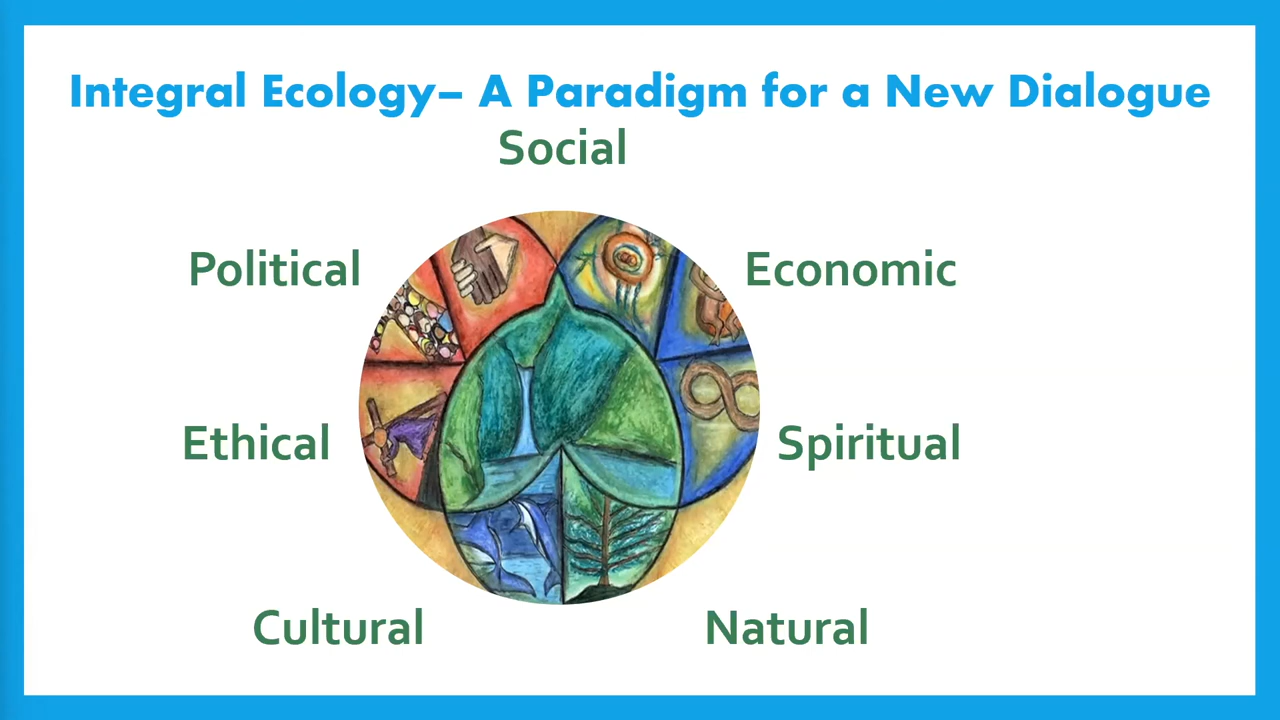 Integral Ecology– A Paradigm for a New Dialogue
Social
Political
Economic
Ethical
Spiritual
Cultural
Natural